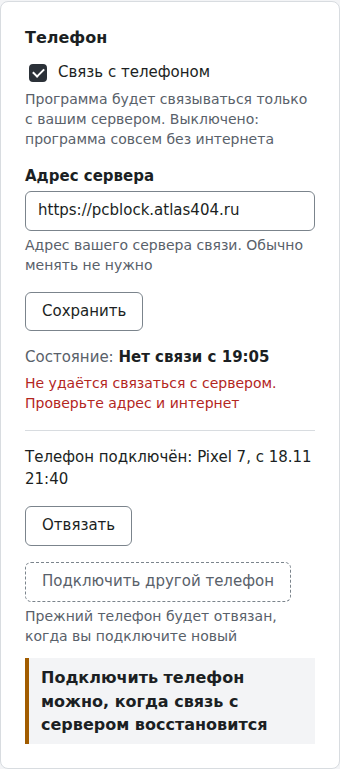 Телефон
Связь с телефоном
Программа будет связываться только
с вашим сервером. Выключено:
программа совсем без интернета
Адрес сервера
https://pcblock.atlas404.ru
Адрес вашего сервера связи. Обычно
менять не нужно
Сохранить
Состояние: Нет связи с 19:05
Не удаётся связаться с сервером.
Проверьте адрес и интернет
Телефон подключён: Pixel 7, с 18.11
21:40
Отвязать
Подключить другой телефон
Прежний телефон будет отвязан,
когда вы подключите новый
Подключить телефон
можно, когда связь с
сервером восстановится